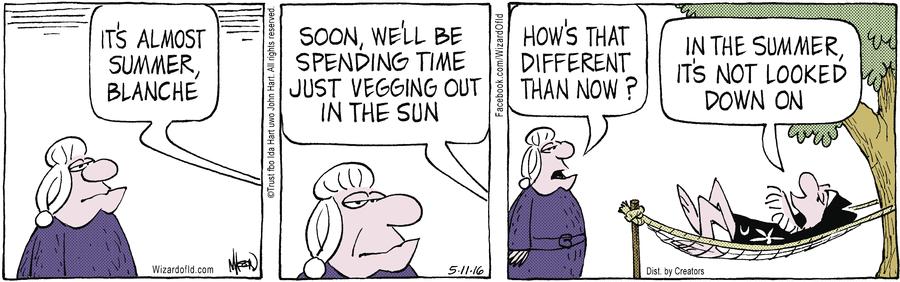 IT'S ALMOST
SUMMER,
BLANCHE
Wizardofid.com
©Trust fbo Ida Hart uwo John Hart. All rights reserved.
SOON, WE'LL BE
SPENDING TIME
JUST VEGGING OUT
IN THE SUN
5-11-16
Facebook.com/WizardOfId
HOW'S THAT
DIFFERENT
THAN NOW?
IN THE SUMMER,
IT'S NOT LOOKED
DOWN ON
Dist. by Creators